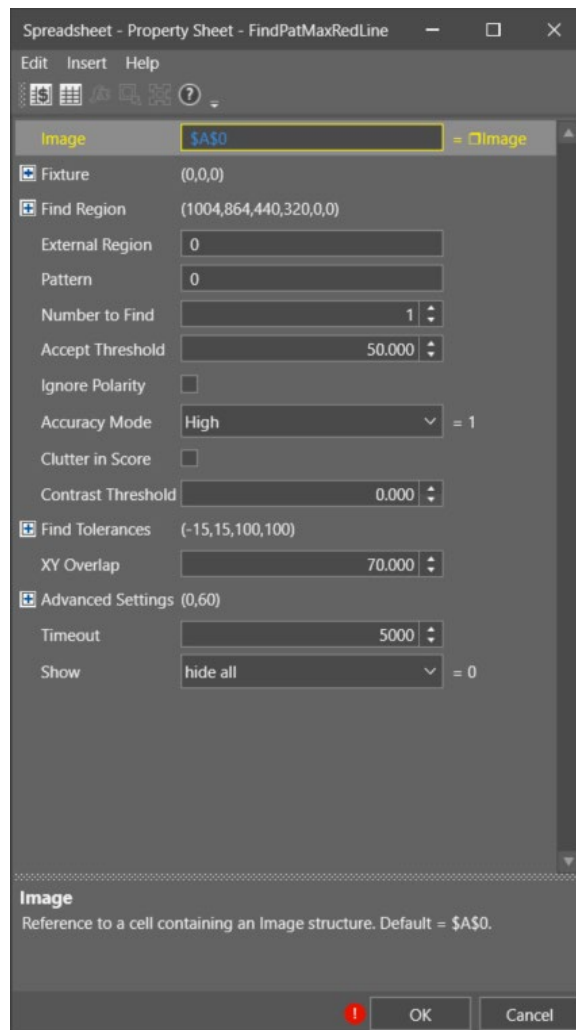 Spreadsheet - Property Sheet - FindPatMaxRedLine
Edit Insert Help
Image $A$0 = Image
Fixture (0,0,0)
Find Region (1004,864,440,320,0,0)
External Region 0
Pattern 0
Number to Find 1
Accept Threshold 50.000
Ignore Polarity
Accuracy Mode High = 1
Clutter in Score
Contrast Threshold 0.000
Find Tolerances (-15,15,100,100)
XY Overlap 70.000
Advanced Settings (0,60)
Timeout 5000
Show hide all = 0
Image
Reference to a cell containing an Image structure. Default = $A$0.
OK Cancel